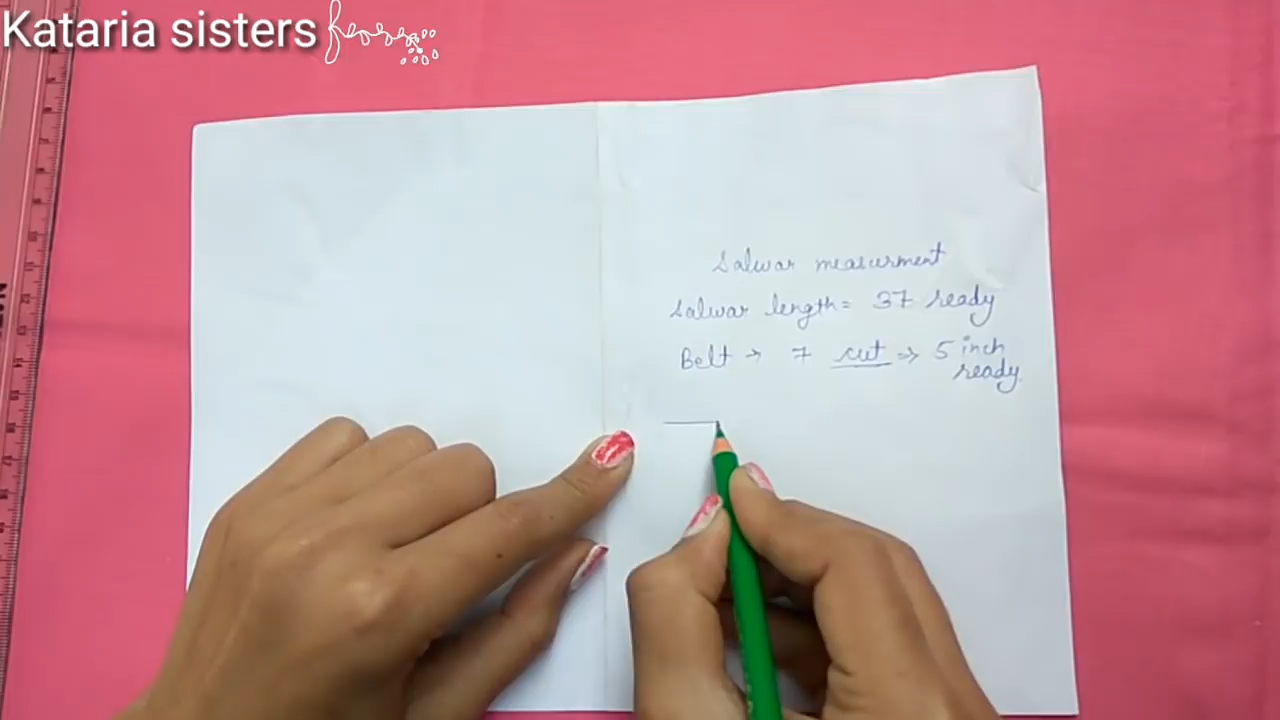 Kataria sisters
Salwar measurment
Salwar length = 37 ready
Belt → 7 cut => 5 inch
ready